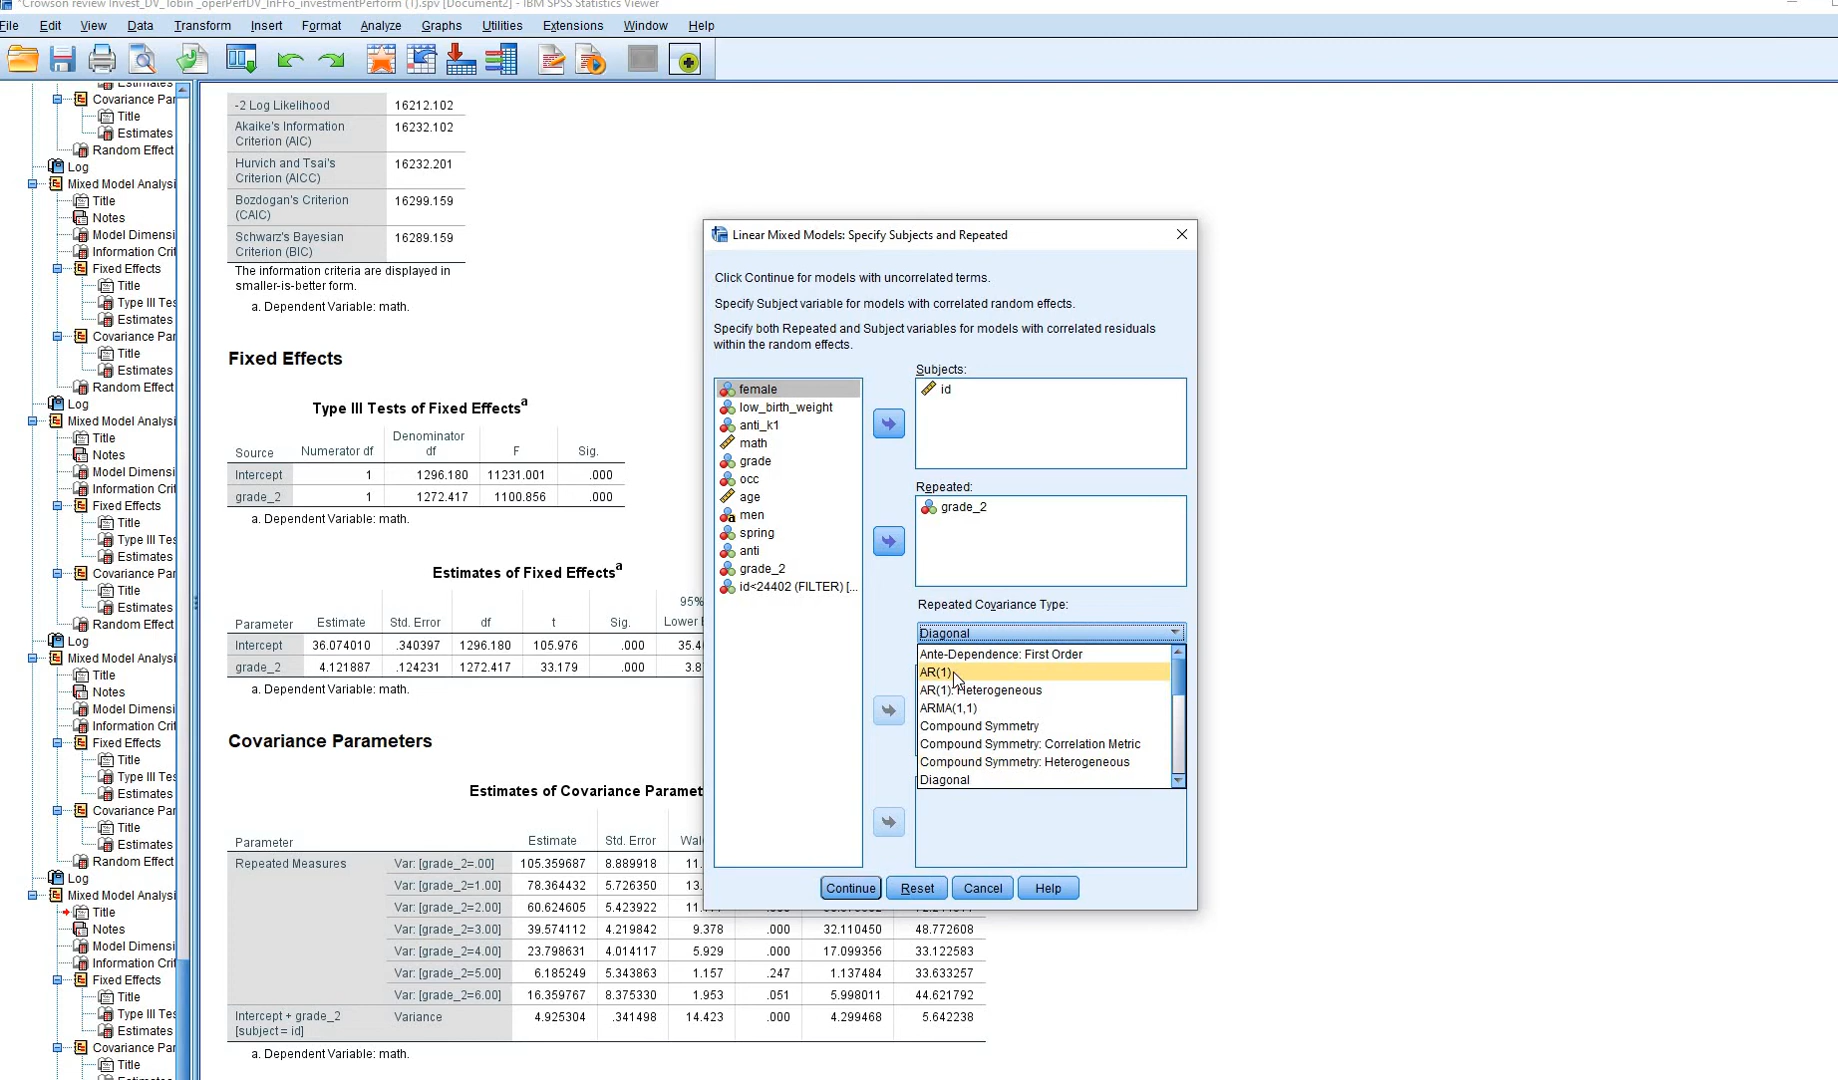 *Crowson review Invest_DV_Tobin _operPerfDV_InFFo_investmentPerform (1).spv [Document2] - IBM SPSS Statistics Viewer
File Edit View Data Transform Insert Format Analyze Graphs Utilities Extensions Window Help
Estimates
Covariance Par
Title
Estimates
Random Effect
Log
Mixed Model Analysi
Title
Notes
Model Dimensi
Information Crit
Fixed Effects
Title
Type III Tes
Estimates
Covariance Par
Title
Estimates
Random Effect
Log
Mixed Model Analysi
Title
Notes
Model Dimensi
Information Crit
Fixed Effects
Title
Type III Tes
Estimates
Covariance Par
Title
Estimates
Random Effect
Log
Mixed Model Analysi
Title
Notes
Model Dimensi
Information Crit
Fixed Effects
Title
Type III Tes
Estimates
Covariance Par
Title
Estimates
Random Effect
Log
Mixed Model Analysi
Title
Notes
Model Dimensi
Information Crit
Fixed Effects
Title
Type III Tes
Estimates
Covariance Par
Title
-2 Log Likelihood 16212.102
Akaike's Information
Criterion (AIC) 16232.102
Hurvich and Tsai's
Criterion (AICC) 16232.201
Bozdogan's Criterion
(CAIC) 16299.159
Schwarz's Bayesian
Criterion (BIC) 16289.159
The information criteria are displayed in
smaller-is-better form.
a. Dependent Variable: math.
Fixed Effects
Type III Tests of Fixed Effectsa
Source Numerator df Denominator df F Sig.
Intercept 1 1296.180 11231.001 .000
grade_2 1 1272.417 1100.856 .000
a. Dependent Variable: math.
Estimates of Fixed Effectsa
95%
Parameter Estimate Std. Error df t Sig. Lower
Intercept 36.074010 .340397 1296.180 105.976 .000 35.4
grade_2 4.121887 .124231 1272.417 33.179 .000 3.8
a. Dependent Variable: math.
Covariance Parameters
Estimates of Covariance Paramet
Parameter Estimate Std. Error Wal
Repeated Measures Var: [grade_2=.00] 105.359687 8.889918 11.
Var: [grade_2=1.00] 78.364432 5.726350 13.
Var: [grade_2=2.00] 60.624605 5.423922
Var: [grade_2=3.00] 39.574112 4.219842 9.378 .000 32.110450 48.772608
Var: [grade_2=4.00] 23.798631 4.014117 5.929 .000 17.099356 33.122583
Var: [grade_2=5.00] 6.185249 5.343863 1.157 .247 1.137484 33.633257
Var: [grade_2=6.00] 16.359767 8.375330 1.953 .051 5.998011 44.621792
Intercept + grade_2
[subject = id] Variance 4.925304 .341498 14.423 .000 4.299468 5.642238
a. Dependent Variable: math.
Linear Mixed Models: Specify Subjects and Repeated
Click Continue for models with uncorrelated terms.
Specify Subject variable for models with correlated random effects.
Specify both Repeated and Subject variables for models with correlated residuals
within the random effects.
female
low_birth_weight
anti_k1
math
grade
occ
age
men
spring
anti
grade_2
id<24402 (FILTER) [...
Subjects:
id
Repeated:
grade_2
Repeated Covariance Type:
Diagonal
Ante-Dependence: First Order
AR(1)
AR(1): Heterogeneous
ARMA(1,1)
Compound Symmetry
Compound Symmetry: Correlation Metric
Compound Symmetry: Heterogeneous
Diagonal
Continue Reset Cancel Help